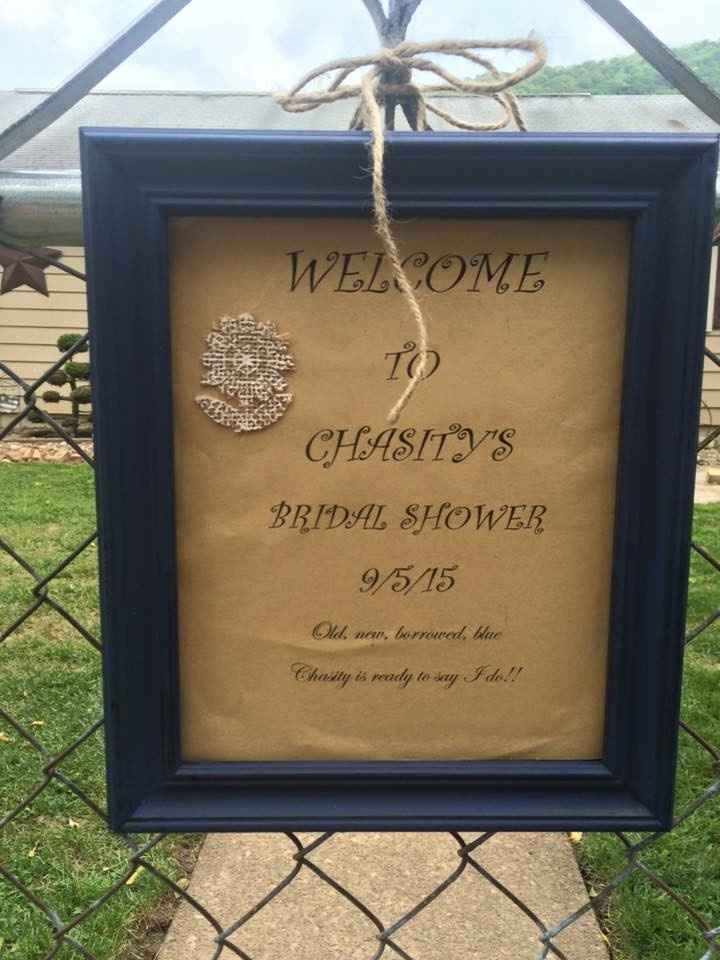 WELCOME
TO
CHASITY'S
BRIDAL SHOWER
9/5/15
Old, new, borrowed, blue
Chasity is ready to say I do!!